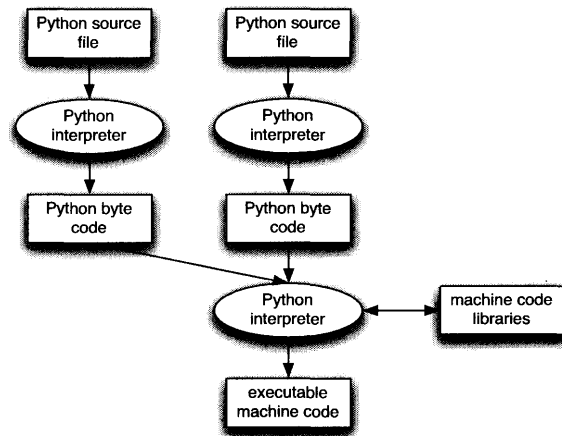 Python source
file
Python source
file
Python
interpreter
Python
interpreter
Python byte
code
Python byte
code
Python
interpreter
machine code
libraries
executable
machine code